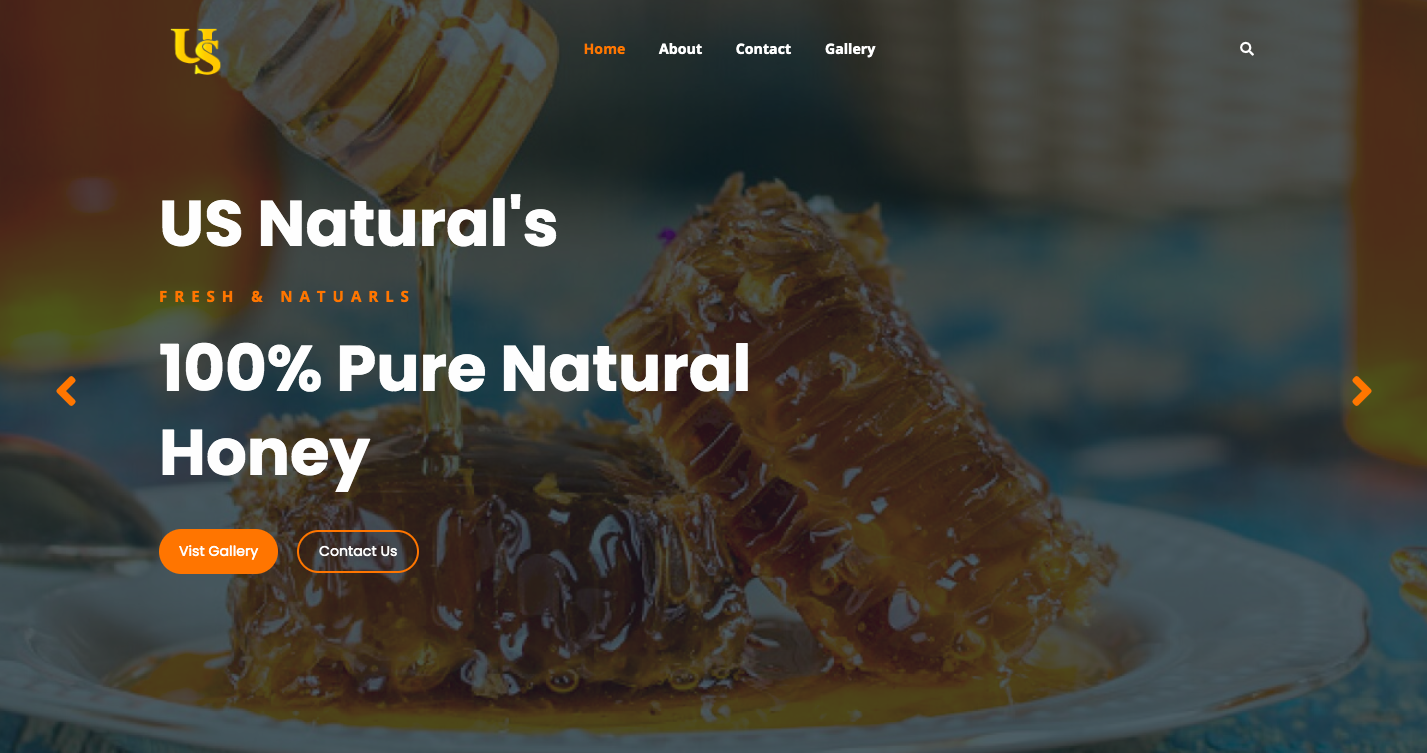 US
Home About Contact Gallery
US Natural's
FRESH & NATUARLS
100% Pure Natural
Honey
Vist Gallery Contact Us